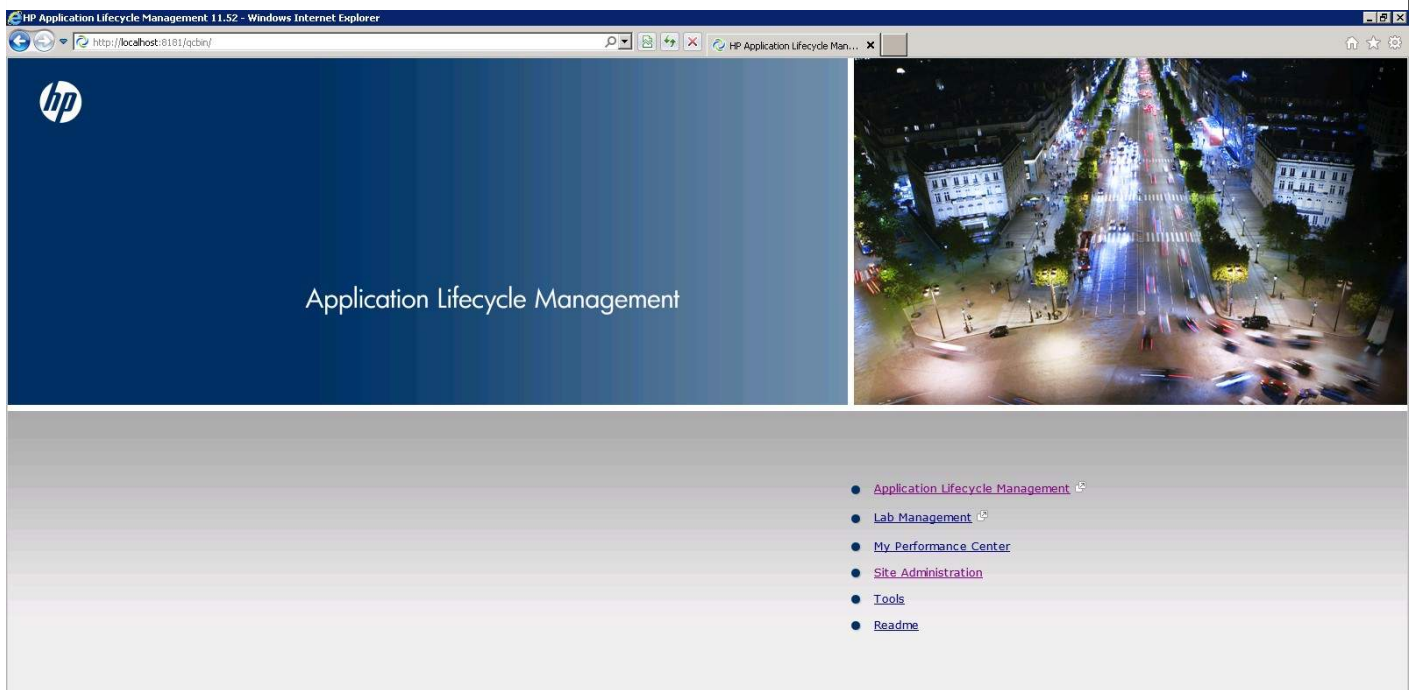 HP Application Lifecycle Management 11.52 - Windows Internet Explorer
http://localhost:8181/qcbin/
HP Application Lifecycle Man...
hp
Application Lifecycle Management
Application Lifecycle Management
Lab Management
My Performance Center
Site Administration
Tools
Readme